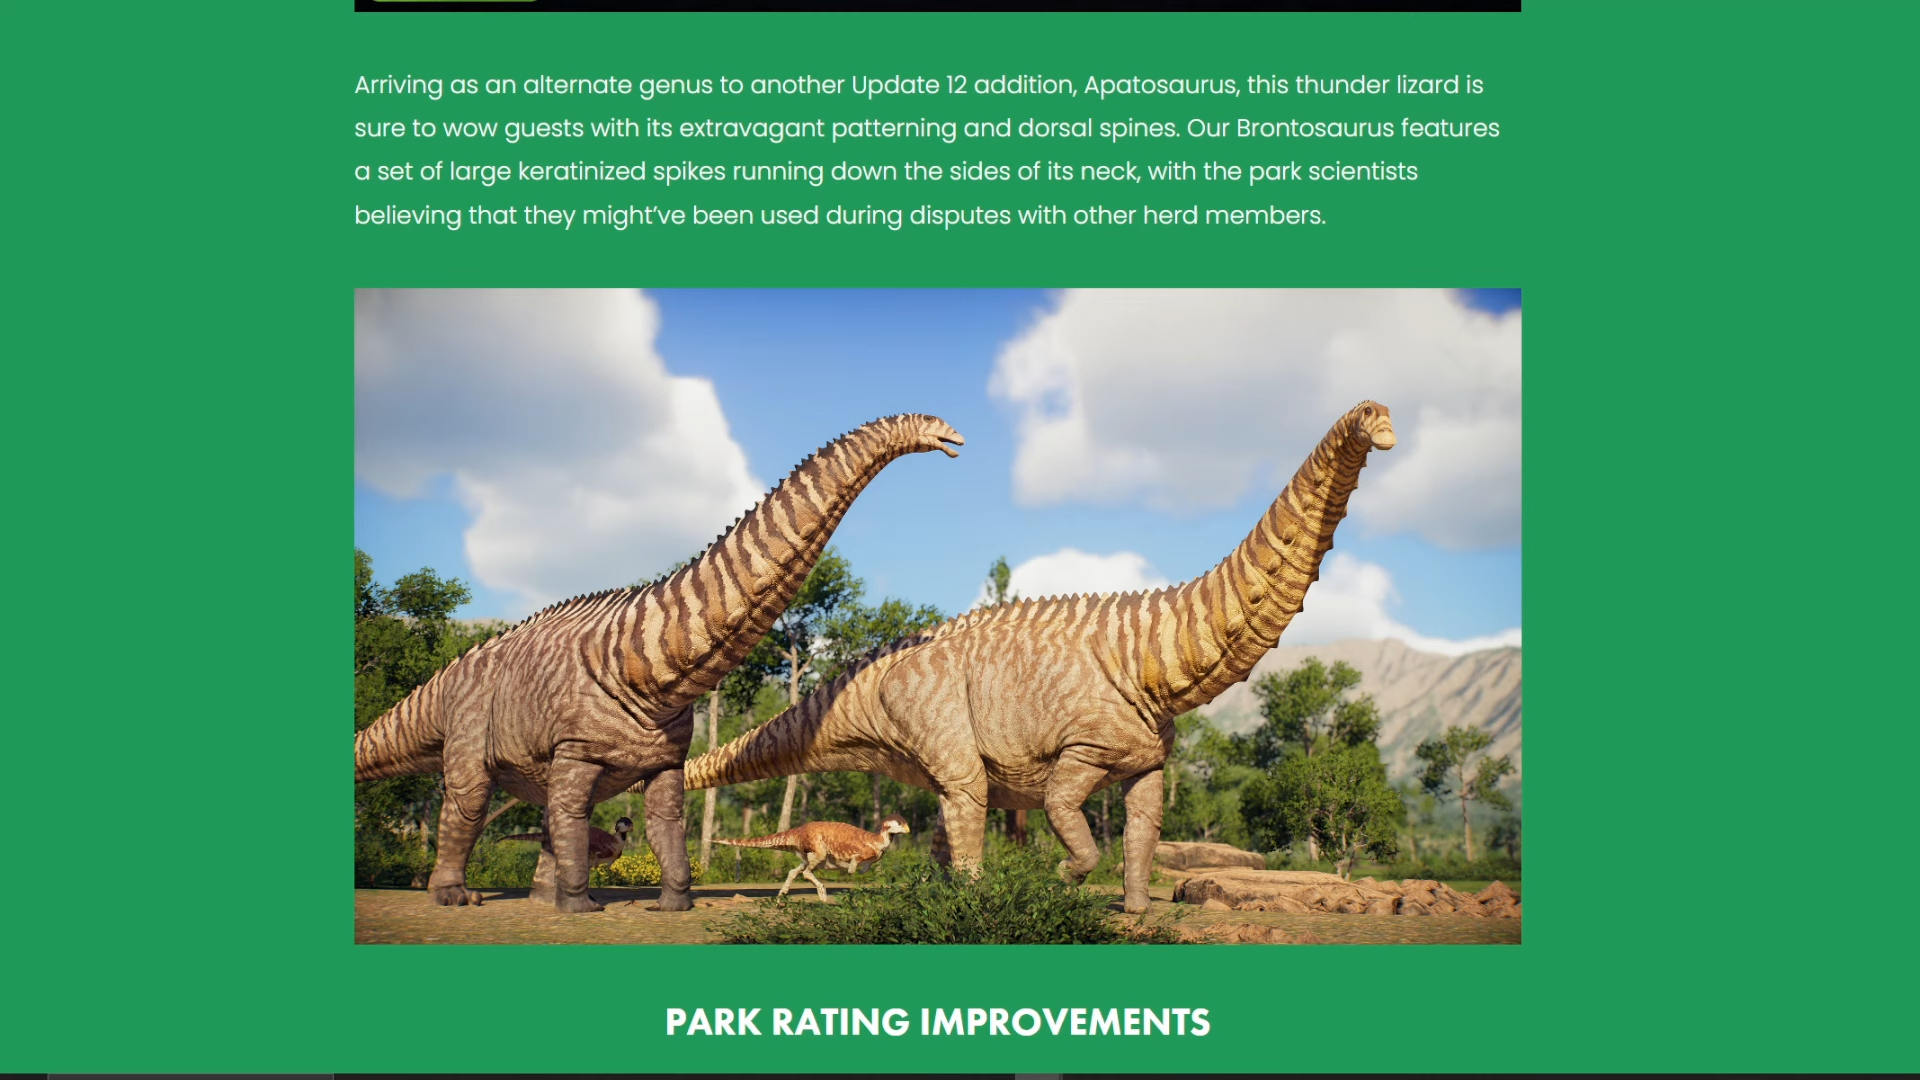 Arriving as an alternate genus to another Update 12 addition, Apatosaurus, this thunder lizard is
sure to wow guests with its extravagant patterning and dorsal spines. Our Brontosaurus features
a set of large keratinized spikes running down the sides of its neck, with the park scientists
believing that they might’ve been used during disputes with other herd members.
PARK RATING IMPROVEMENTS